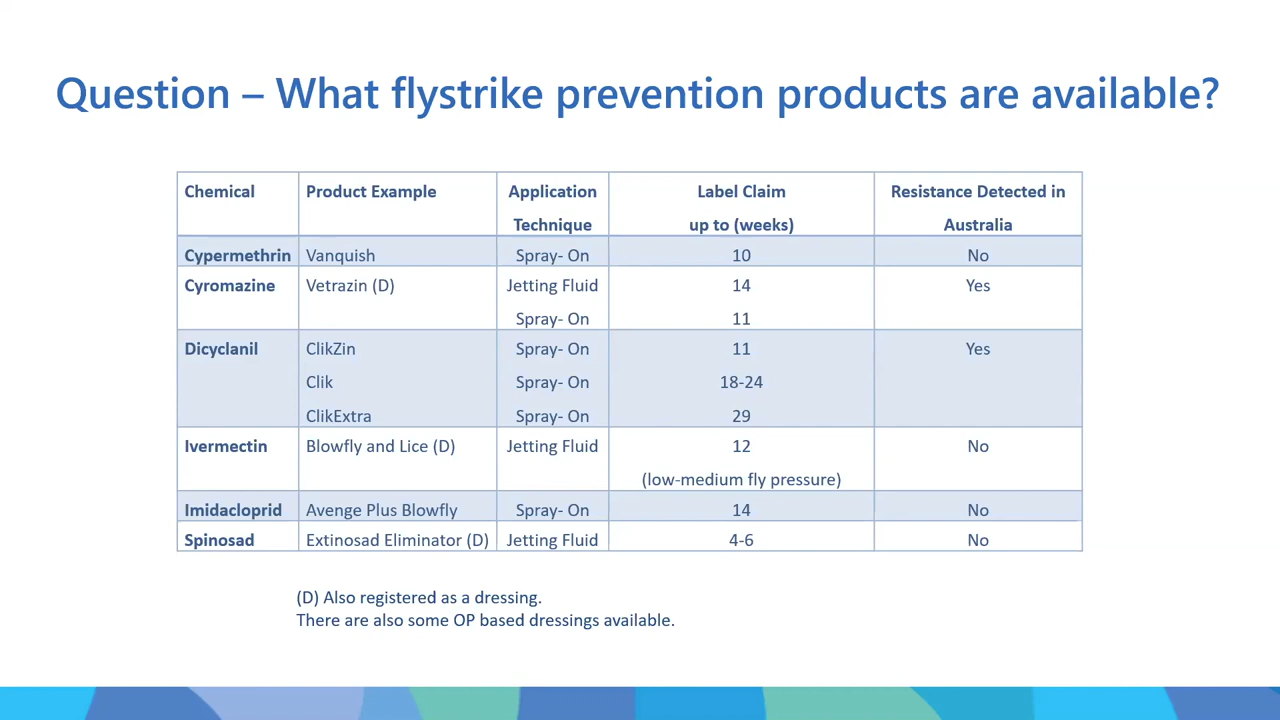 Question – What flystrike prevention products are available?
Chemical Product Example Application Label Claim Resistance Detected in
Technique up to (weeks) Australia
Cypermethrin Vanquish Spray- On 10 No
Cyromazine Vetrazin (D) Jetting Fluid 14 Yes
Spray- On 11
Dicyclanil ClikZin Spray- On 11 Yes
Clik Spray- On 18-24
ClikExtra Spray- On 29
Ivermectin Blowfly and Lice (D) Jetting Fluid 12 No
(low-medium fly pressure)
Imidacloprid Avenge Plus Blowfly Spray- On 14 No
Spinosad Extinosad Eliminator (D) Jetting Fluid 4-6 No
(D) Also registered as a dressing.
There are also some OP based dressings available.